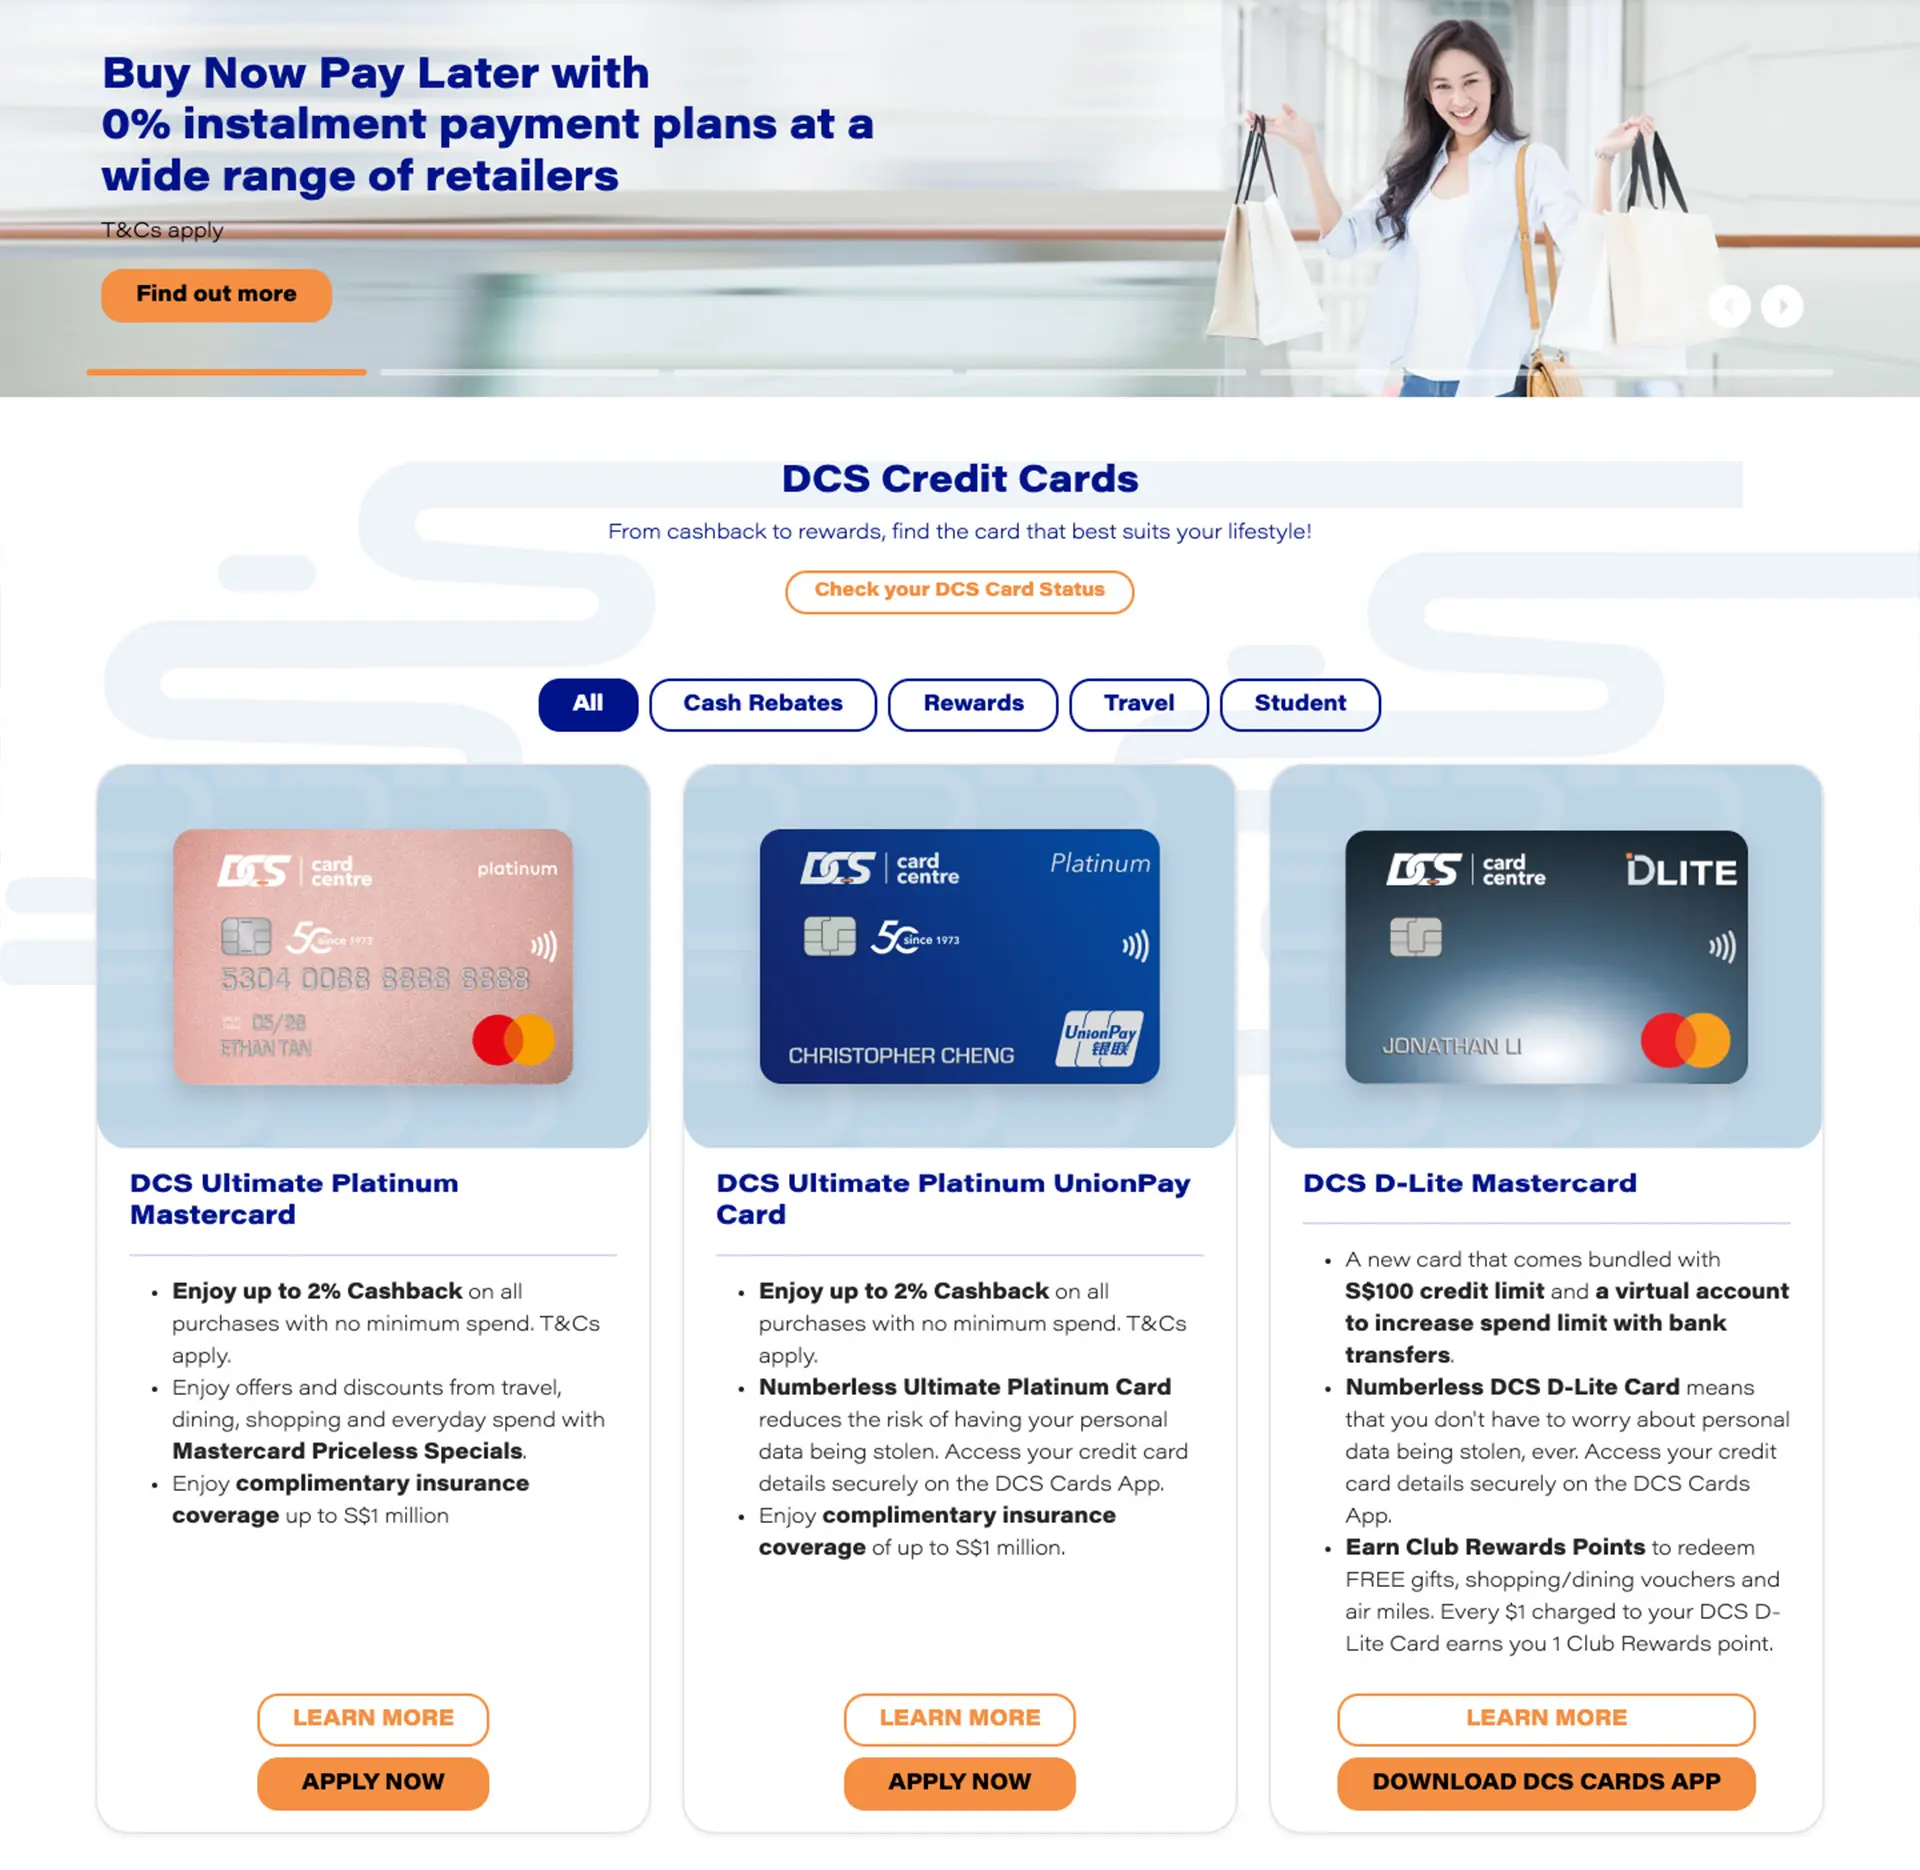 Buy Now Pay Later with
0% instalment payment plans at a
wide range of retailers
T&Cs apply
Find out more
DCS Credit Cards
From cashback to rewards, find the card that best suits your lifestyle!
Check your DCS Card Status
All
Cash Rebates
Rewards
Travel
Student
DCS card centre
platinum
50 since 1973
5304 0088 8888 8888
05/28
ETHAN TAN
DCS Ultimate Platinum
Mastercard
Enjoy up to 2% Cashback on all
purchases with no minimum spend. T&Cs
apply.
Enjoy offers and discounts from travel,
dining, shopping and everyday spend with
Mastercard Priceless Specials.
Enjoy complimentary insurance
coverage up to S$1 million
LEARN MORE
APPLY NOW
DCS card centre
Platinum
50 since 1973
CHRISTOPHER CHENG
UnionPay
银联
DCS Ultimate Platinum UnionPay
Card
Enjoy up to 2% Cashback on all
purchases with no minimum spend. T&Cs
apply.
Numberless Ultimate Platinum Card
reduces the risk of having your personal
data being stolen. Access your credit card
details securely on the DCS Cards App.
Enjoy complimentary insurance
coverage of up to S$1 million.
LEARN MORE
APPLY NOW
DCS card centre
DLITE
JONATHAN LI
DCS D-Lite Mastercard
A new card that comes bundled with
S$100 credit limit and a virtual account
to increase spend limit with bank
transfers.
Numberless DCS D-Lite Card means
that you don't have to worry about personal
data being stolen, ever. Access your credit
card details securely on the DCS Cards
App.
Earn Club Rewards Points to redeem
FREE gifts, shopping/dining vouchers and
air miles. Every $1 charged to your DCS D-
Lite Card earns you 1 Club Rewards point.
LEARN MORE
DOWNLOAD DCS CARDS APP